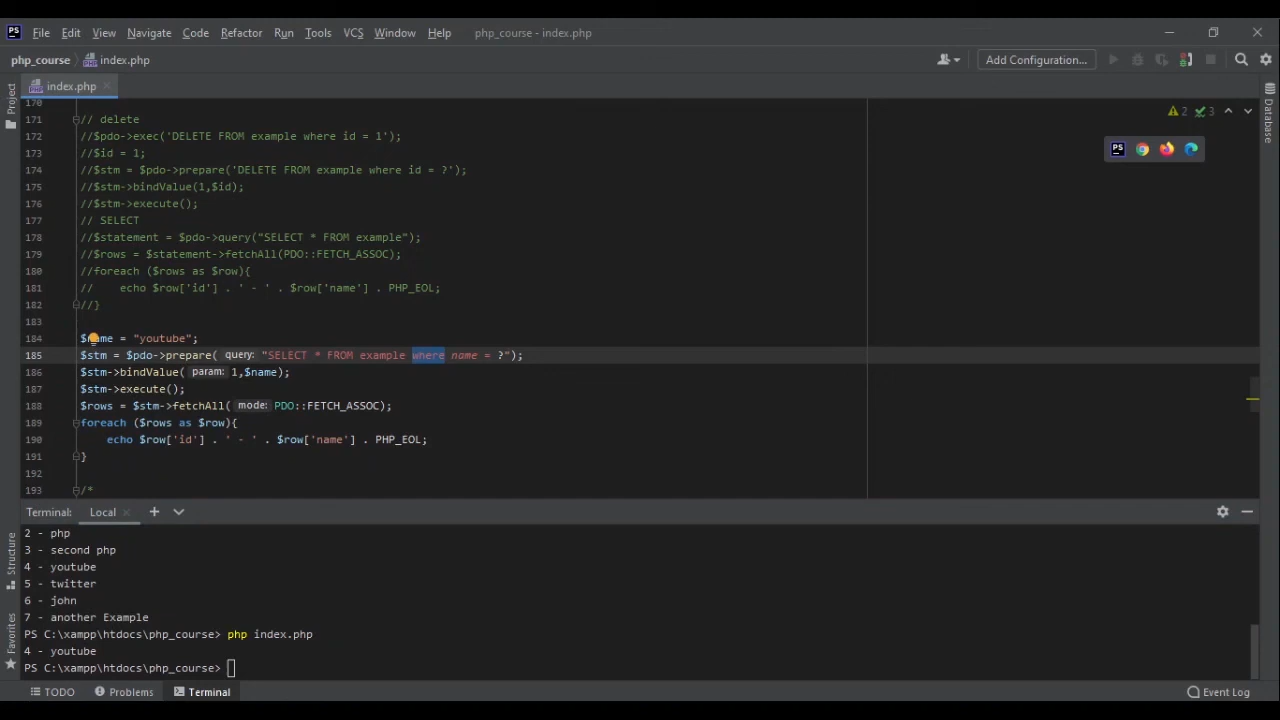 PS File Edit View Navigate Code Refactor Run Tools VCS Window Help php_course - index.php
php_course index.php Add Configuration...
Project index.php
170
171 // delete 2 3
172 //$pdo->exec('DELETE FROM example where id = 1');
173 //$id = 1;
174 //$stm = $pdo->prepare('DELETE FROM example where id = ?');
175 //$stm->bindValue(1,$id);
176 //$stm->execute();
177 // SELECT
178 //$statement = $pdo->query("SELECT * FROM example");
179 //$rows = $statement->fetchAll(PDO::FETCH_ASSOC);
180 //foreach ($rows as $row){
181 //    echo $row['id'] . ' - ' . $row['name'] . PHP_EOL;
182 //}
183
184 $name = "youtube";
185 $stm = $pdo->prepare( query: "SELECT * FROM example where name = ?");
186 $stm->bindValue( param: 1,$name);
187 $stm->execute();
188 $rows = $stm->fetchAll( mode: PDO::FETCH_ASSOC);
189 foreach ($rows as $row){
190     echo $row['id'] . ' - ' . $row['name'] . PHP_EOL;
191 }
192
193 /*
Database
PS
Terminal: Local
2 - php
3 - second php
4 - youtube
5 - twitter
6 - john
7 - another Example
PS C:\xampp\htdocs\php_course> php index.php
4 - youtube
PS C:\xampp\htdocs\php_course>
Structure
Favorites
TODO Problems Terminal Event Log